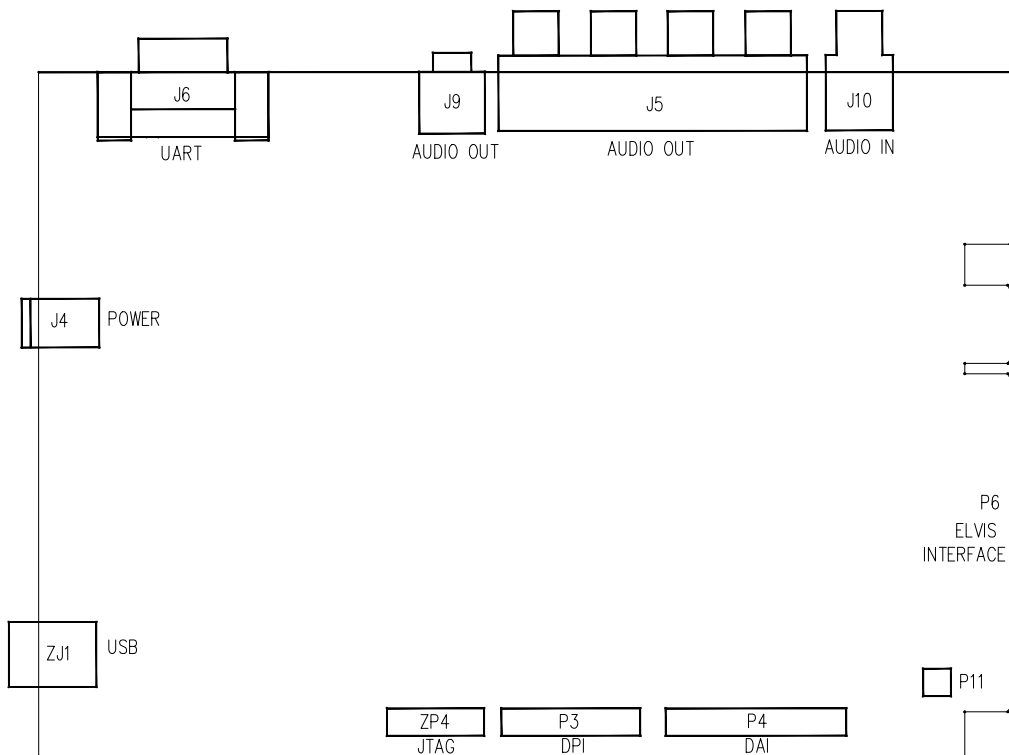 J6
J9
J5
J10
UART
AUDIO OUT
AUDIO OUT
AUDIO IN
J4
POWER
P6
ELVIS
INTERFACE
ZJ1
USB
P11
ZP4
P3
P4
JTAG
DPI
DAI